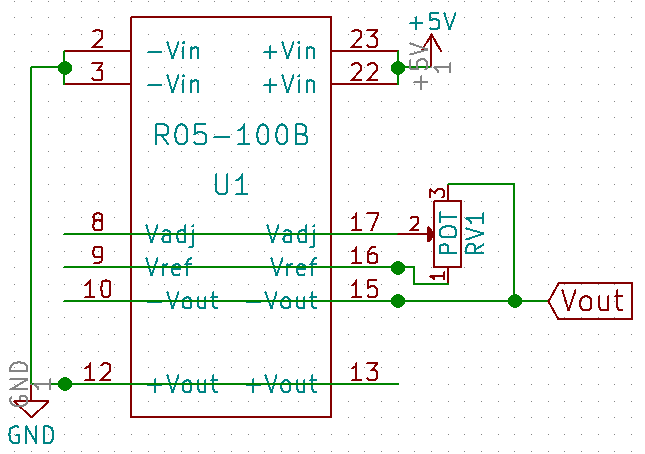 +5V
2 -Vin +Vin 23
+5V 1
3 -Vin +Vin 22
R05-100B
U1
3
8 Vadj Vadj 17 2 POT RV1
9 Vref Vref 16 1
10 -Vout -Vout 15 Vout
12 +Vout +Vout 13
GND 1
GND